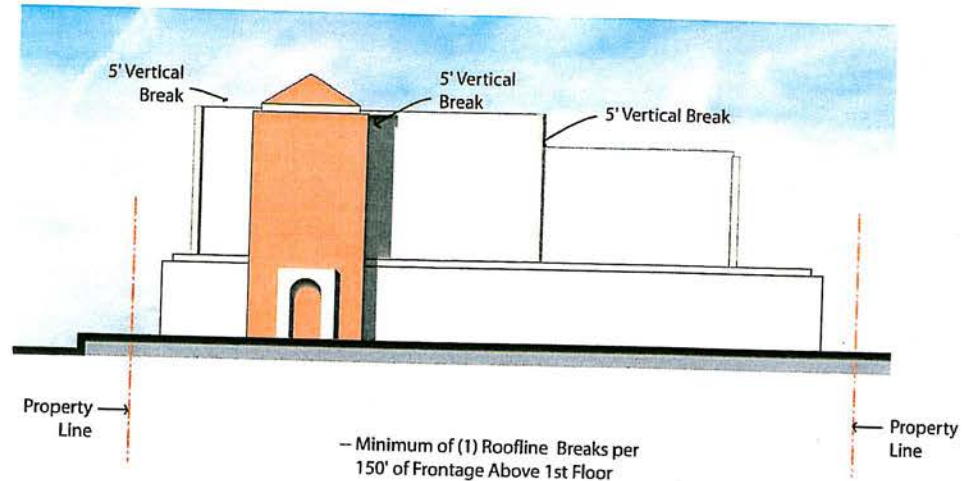 5' Vertical
Break
5' Vertical
Break
5' Vertical Break
Property
Line
Property
Line
-- Minimum of (1) Roofline Breaks per
150' of Frontage Above 1st Floor